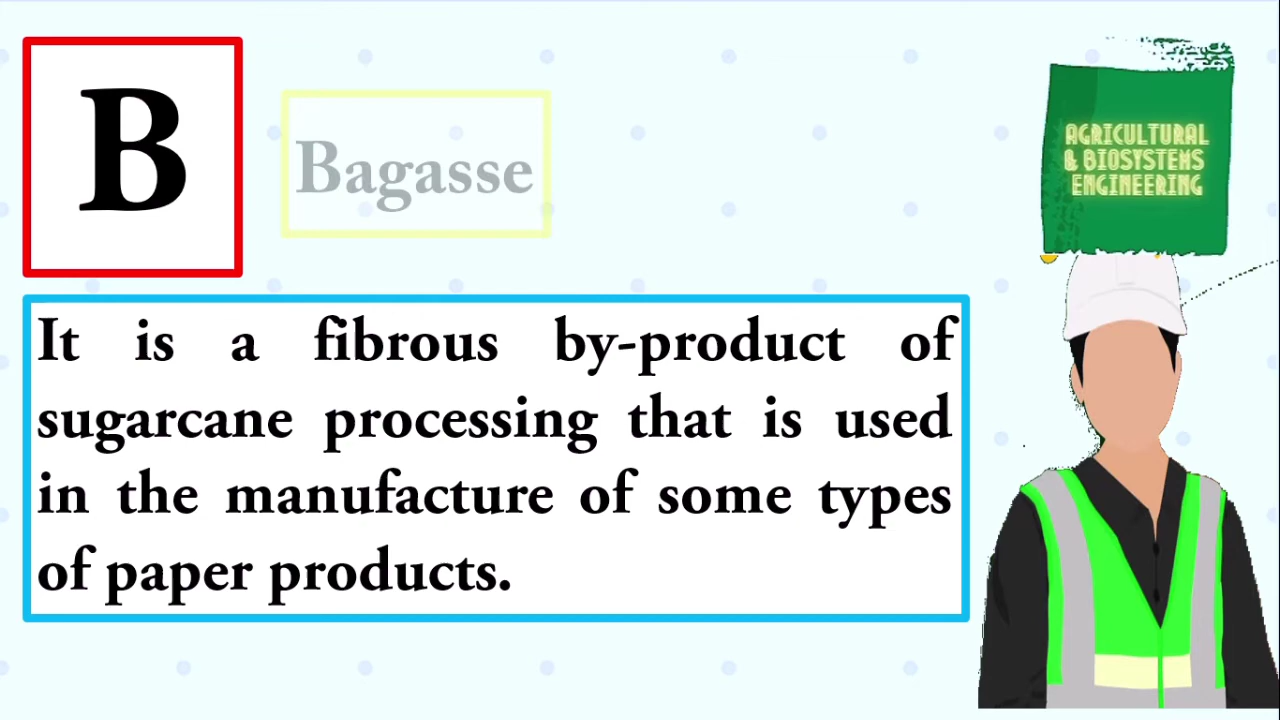 B
Bagasse
AGRICULTURAL
& BIOSYSTEMS
ENGINEERING
It is a fibrous by-product of
sugarcane processing that is used
in the manufacture of some types
of paper products.